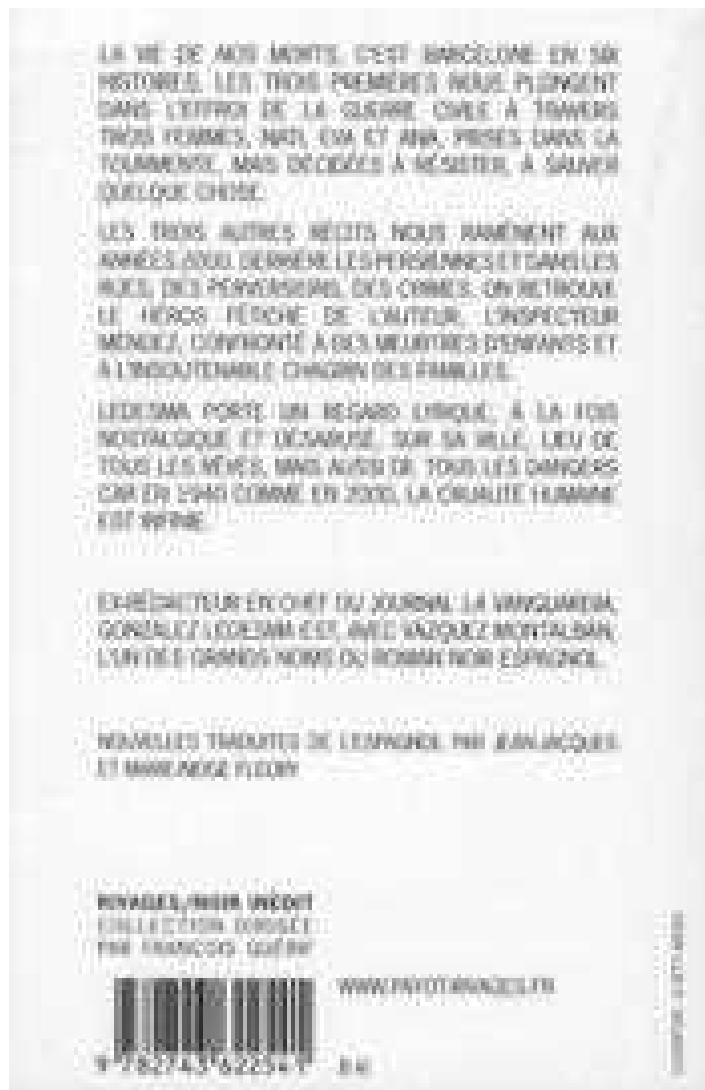 LA VIE DE NOS MORTS, C'EST BARCELONE EN SIX
HISTOIRES. LES TROIS PREMIÈRES NOUS PLONGENT
DANS L'EFFROI DE LA GUERRE CIVILE À TRAVERS
TROIS FEMMES, NATI, EVA ET ANA, PRISES DANS LA
TOURMENTE, MAIS DÉCIDÉES À RÉSISTER, À SAUVER
QUELQUE CHOSE.
LES TROIS AUTRES RÉCITS NOUS RAMÈNENT AUX
ANNÉES 2000. DERRIÈRE LES PERSIENNES ET DANS LES
RUES, DES PERVERSIONS, DES CRIMES. ON RETROUVE
LE HÉROS FÉTICHE DE L'AUTEUR, L'INSPECTEUR
MENDEZ, CONFRONTÉ À DES MEURTRES D'ENFANTS ET
À L'INSOUTENABLE CHAGRIN DES FAMILLES.
LEDESMA PORTE UN REGARD LYRIQUE, À LA FOIS
NOSTALGIQUE ET DÉSABUSÉ, SUR SA VILLE, LIEU DE
TOUS LES RÊVES, MAIS AUSSI DE TOUS LES DANGERS
CAR EN 1940 COMME EN 2000, LA CRUAUTÉ HUMAINE
EST INFINIE.
EX-RÉDACTEUR EN CHEF DU JOURNAL LA VANGUARDIA,
GONZÁLEZ LEDESMA EST, AVEC VÁZQUEZ MONTALBÁN,
L'UN DES GRANDS NOMS DU ROMAN NOIR ESPAGNOL.
NOUVELLES TRADUITES DE L'ESPAGNOL PAR JEAN-JACQUES
ET MARIE-NEIGE FLEURY
RIVAGES/NOIR INÉDIT
COLLECTION DIRIGÉE
PAR FRANÇOIS GUÉRIF
WWW.PAYOT-RIVAGES.FR
9 782743 622541